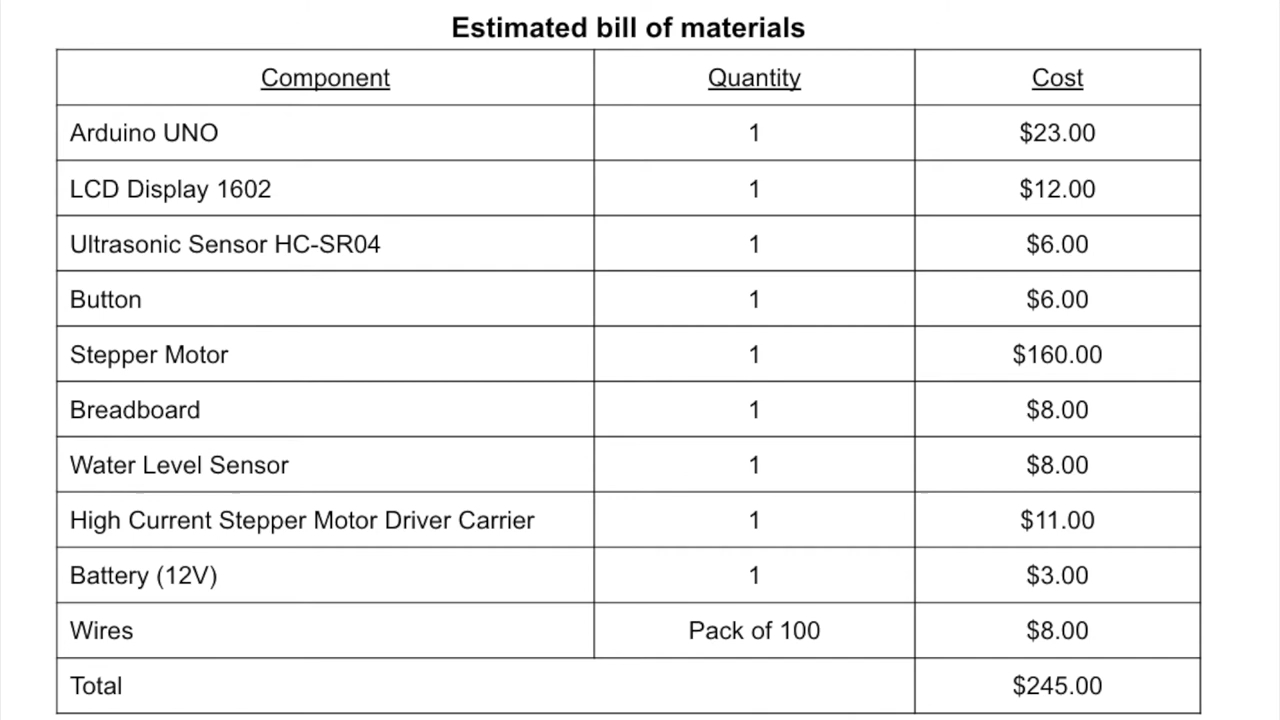 Estimated bill of materials
Component Quantity Cost
Arduino UNO 1 $23.00
LCD Display 1602 1 $12.00
Ultrasonic Sensor HC-SR04 1 $6.00
Button 1 $6.00
Stepper Motor 1 $160.00
Breadboard 1 $8.00
Water Level Sensor 1 $8.00
High Current Stepper Motor Driver Carrier 1 $11.00
Battery (12V) 1 $3.00
Wires Pack of 100 $8.00
Total $245.00